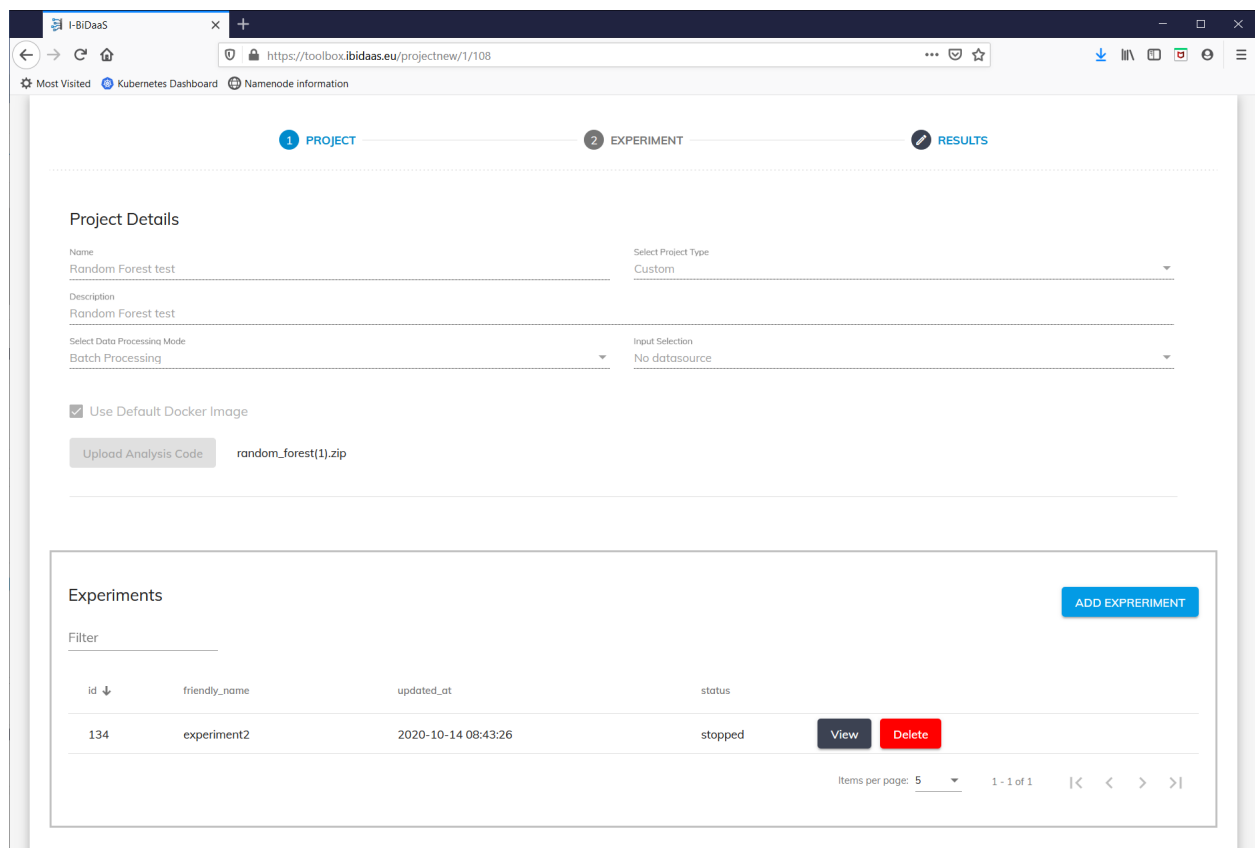 I-BiDaaS
https://toolbox.ibidaas.eu/projectnew/1/108
Most Visited Kubernetes Dashboard Namenode information
1 PROJECT 2 EXPERIMENT RESULTS
Project Details
Name Select Project Type
Random Forest test Custom
Description
Random Forest test
Select Data Processing Mode Input Selection
Batch Processing No datasource
Use Default Docker Image
Upload Analysis Code random_forest(1).zip
Experiments
ADD EXPRERIMENT
Filter
id friendly_name updated_at status
134 experiment2 2020-10-14 08:43:26 stopped View Delete
Items per page: 5 1 - 1 of 1